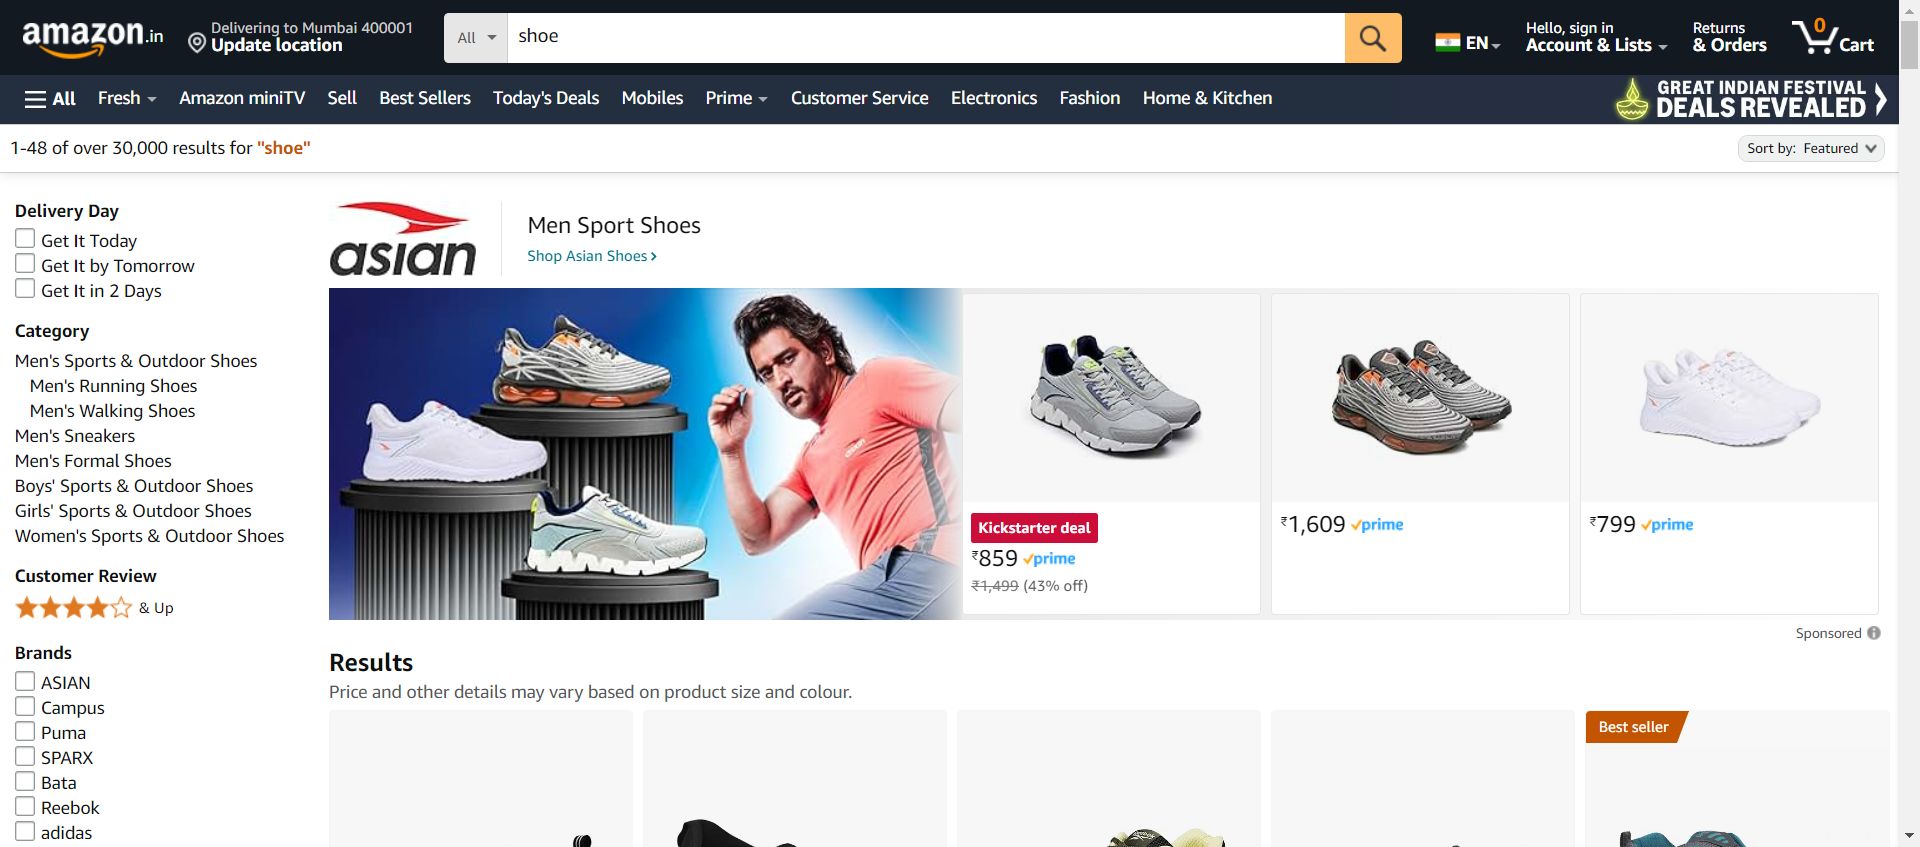 amazon.in
Delivering to Mumbai 400001
Update location
All
shoe
EN
Hello, sign in
Account & Lists
Returns
& Orders
0
Cart
All
Fresh
Amazon miniTV
Sell
Best Sellers
Today's Deals
Mobiles
Prime
Customer Service
Electronics
Fashion
Home & Kitchen
GREAT INDIAN FESTIVAL
DEALS REVEALED
1-48 of over 30,000 results for "shoe"
Sort by: Featured
Delivery Day
Get It Today
Get It by Tomorrow
Get It in 2 Days
Category
Men's Sports & Outdoor Shoes
Men's Running Shoes
Men's Walking Shoes
Men's Sneakers
Men's Formal Shoes
Boys' Sports & Outdoor Shoes
Girls' Sports & Outdoor Shoes
Women's Sports & Outdoor Shoes
Customer Review
& Up
Brands
ASIAN
Campus
Puma
SPARX
Bata
Reebok
adidas
asian
Men Sport Shoes
Shop Asian Shoes ›
asian
Kickstarter deal
₹859 prime
₹1,499 (43% off)
₹1,609 prime
₹799 prime
Sponsored
Results
Price and other details may vary based on product size and colour.
Best seller